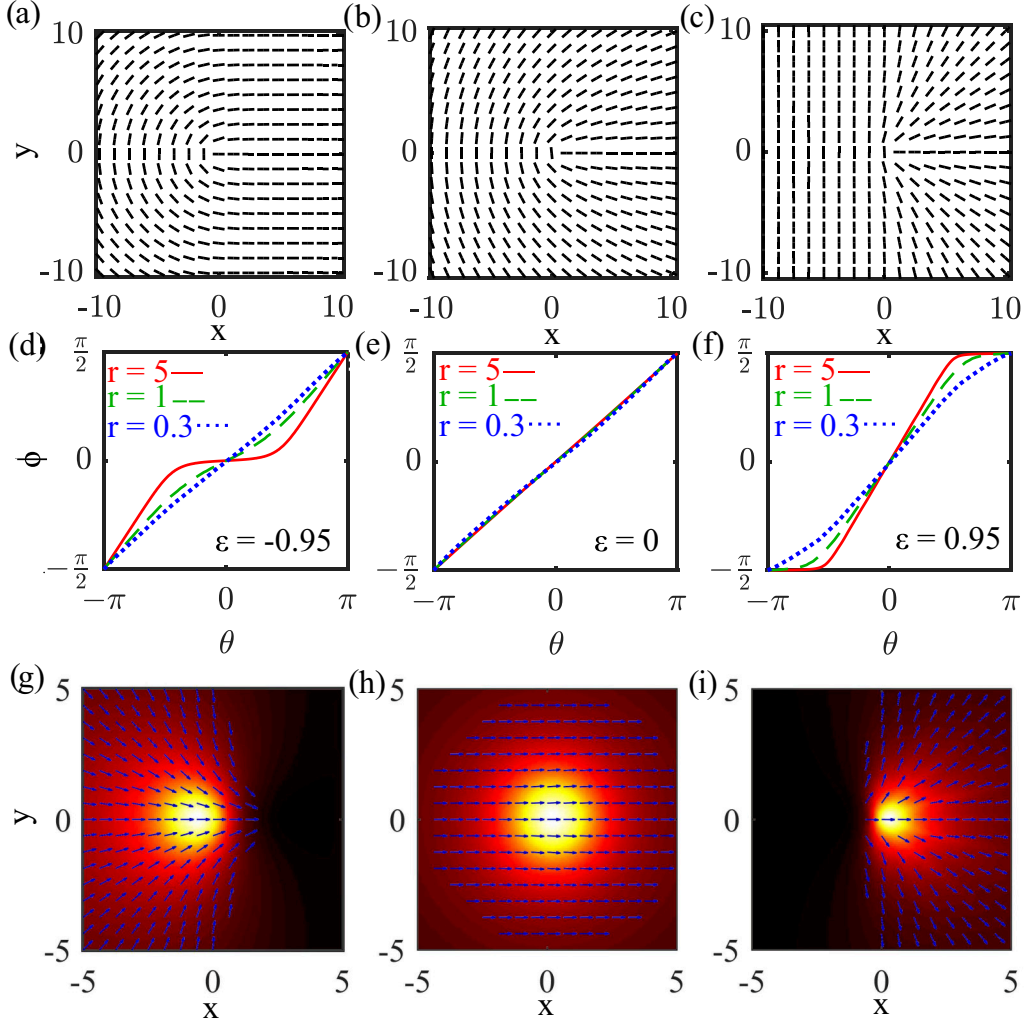 (a) (b) (c)
10 10 10
y 0 0 0
-10 -10 -10
-10 0 10 -10 0 10 -10 0 10
x x x
(d) (e) (f)
π/2 π/2 π/2
r = 5 r = 5 r = 5
r = 1 r = 1 r = 1
r = 0.3 r = 0.3 r = 0.3
ϕ 0 0 0
ε = -0.95 ε = 0 ε = 0.95
−π/2 −π/2 −π/2
−π 0 π −π 0 π −π 0 π
θ θ θ
(g) (h) (i)
5 5 5
y 0 0 0
-5 -5 -5
-5 0 5 -5 0 5 -5 0 5
x x x